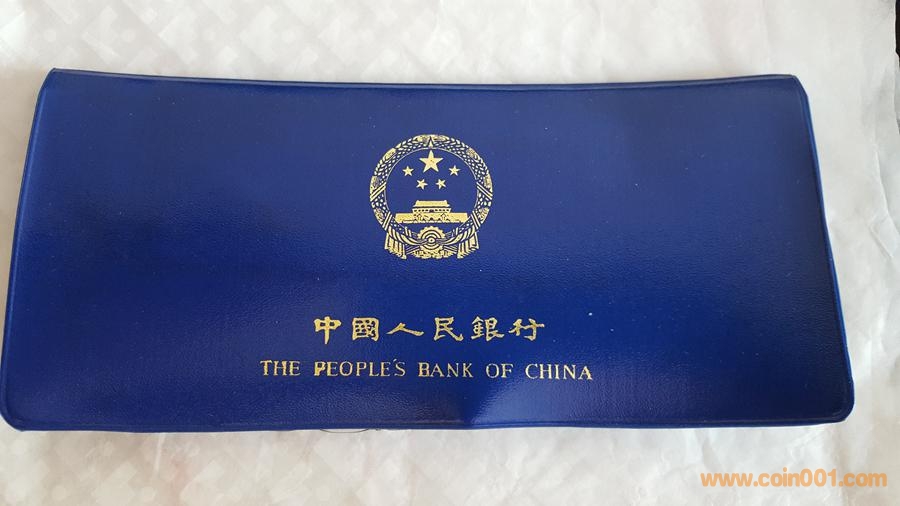 中國人民銀行
THE PEOPLE'S BANK OF CHINA
www.coin001.com